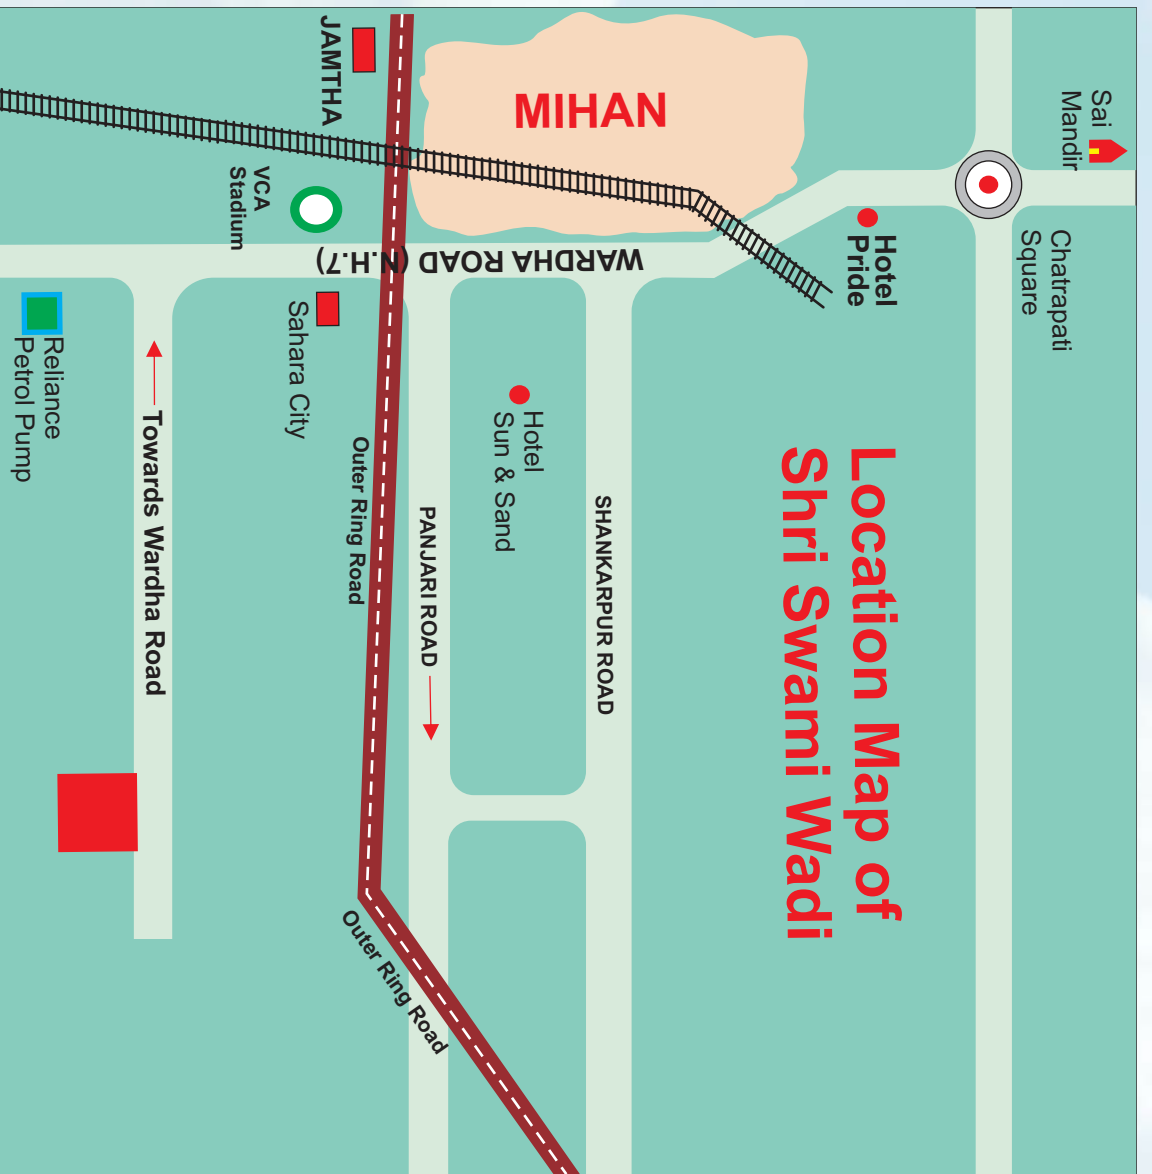 Location Map of
Shri Swami Wadi
Sai
Mandir
Chatrapati
Square
Hotel
Pride
MIHAN
JAMTHA
VCA
Stadium
WARDHA ROAD (N.H.7)
Sahara City
Reliance
Petrol Pump
Towards Wardha Road
Outer Ring Road
PANJARI ROAD
Hotel
Sun & Sand
SHANKARPUR ROAD
Outer Ring Road